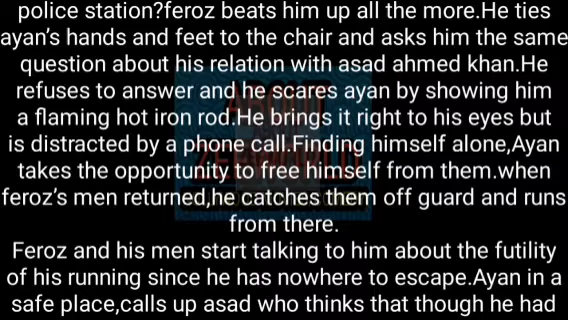 police station?feroz beats him up all the more.He ties
ayan's hands and feet to the chair and asks him the same
question about his relation with asad ahmed khan.He
refuses to answer and he scares ayan by showing him
a flaming hot iron rod.He brings it right to his eyes but
is distracted by a phone call.Finding himself alone,Ayan
takes the opportunity to free himself from them.when
feroz's men returned,he catches them off guard and runs
from there.
Feroz and his men start talking to him about the futility
of his running since he has nowhere to escape.Ayan in a
safe place,calls up asad who thinks that though he had
ABOUT
ZEEWORLD